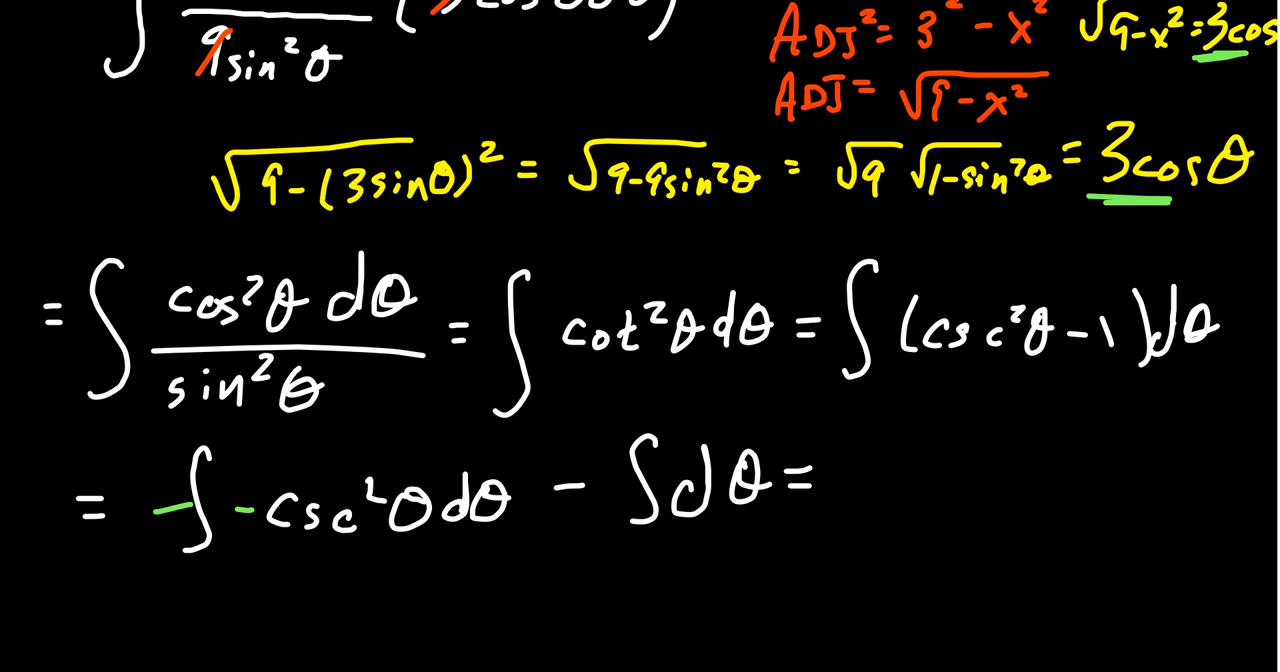 ∫ 9sin²θ
ADJ² = 3² - x²
√9-x² = 3cos
ADJ = √9-x²
√9-(3sinθ)² = √9-9sin²θ = √9 √1-sin²θ = 3cosθ
= ∫ cos²θ dθ / sin²θ = ∫ cot²θ dθ = ∫ (csc²θ - 1)dθ
= -∫ -csc²θ dθ - ∫ dθ =